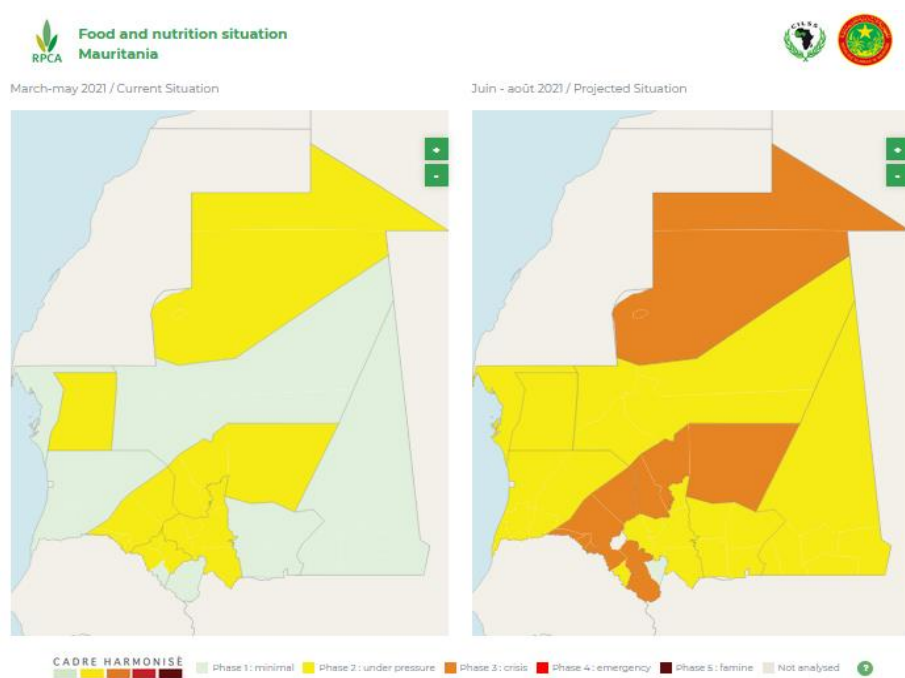 RPCA
Food and nutrition situation
Mauritania
CILSS
March-may 2021 / Current Situation
Juin - août 2021 / Projected Situation
+
-
+
-
CADRE HARMONISÉ
Phase 1 : minimal
Phase 2 : under pressure
Phase 3 : crisis
Phase 4 : emergency
Phase 5 : famine
Not analysed
?